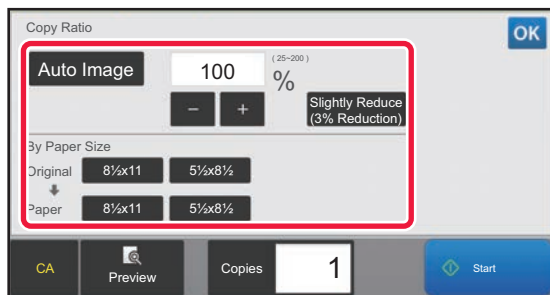 Copy Ratio
OK
Auto Image
100
(25~200)
%
− +
Slightly Reduce
(3% Reduction)
By Paper Size
Original 8½x11 5½x8½
Paper 8½x11 5½x8½
CA
Preview
Copies 1
Start